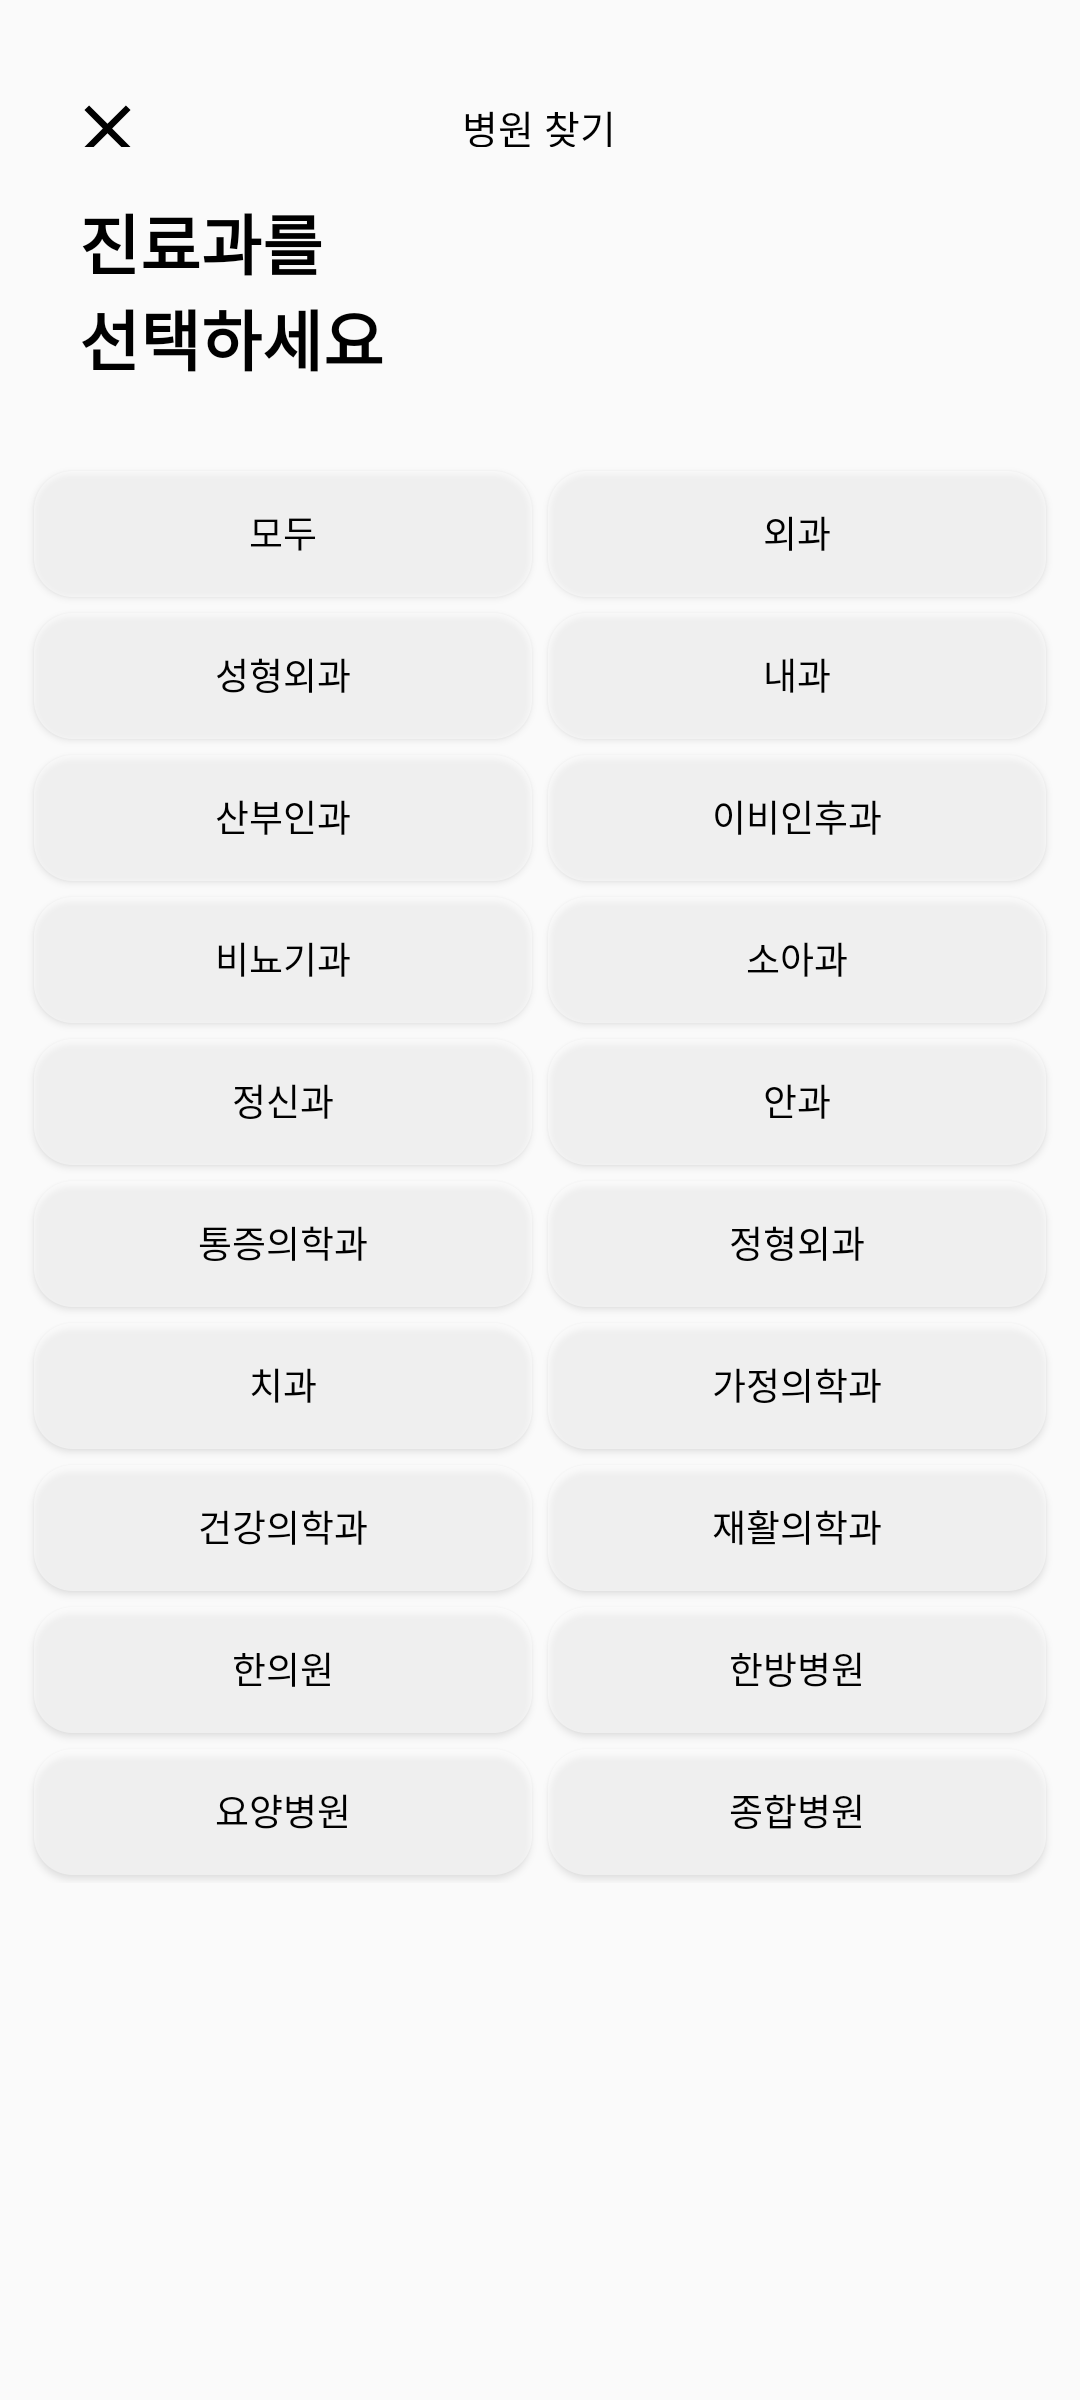 병원 찾기
진료과를
선택하세요
모두
외과
성형외과
내과
산부인과
이비인후과
비뇨기과
소아과
정신과
안과
통증의학과
정형외과
치과
가정의학과
건강의학과
재활의학과
한의원
한방병원
요양병원
종합병원